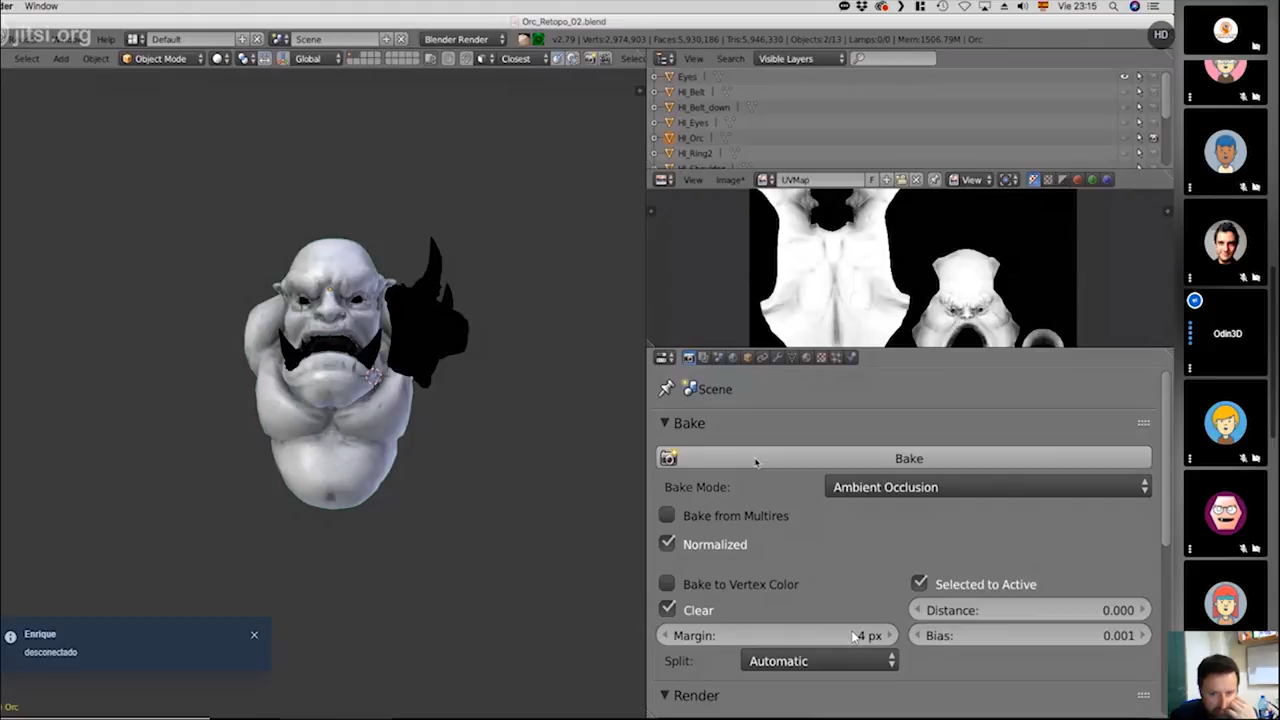 der Window
Vie 23:15
Orc_Retopo_02.blend
jitsi.org
Help
Default
Scene
Blender Render
v2.79 | Verts:2,974,903 | Faces:5,930,186 | Tris:5,946,330 | Objects:2/13 | Lamps:0/0 | Mem:1506.79M | Orc
HD
Select Add Object
Object Mode
Global
Closest
Selec
View Search
Visible Layers
Eyes
HI_Belt
HI_Belt_down
HI_Eyes
HI_Orc
HI_Ring2
View Image*
UVMap
F
View
Scene
Bake
Bake
Bake Mode:
Ambient Occlusion
Bake from Multires
Normalized
Bake to Vertex Color
Selected to Active
Clear
Distance: 0.000
Margin: 4 px
Bias: 0.001
Split: Automatic
Render
Odin3D
Enrique
desconectado
Orc